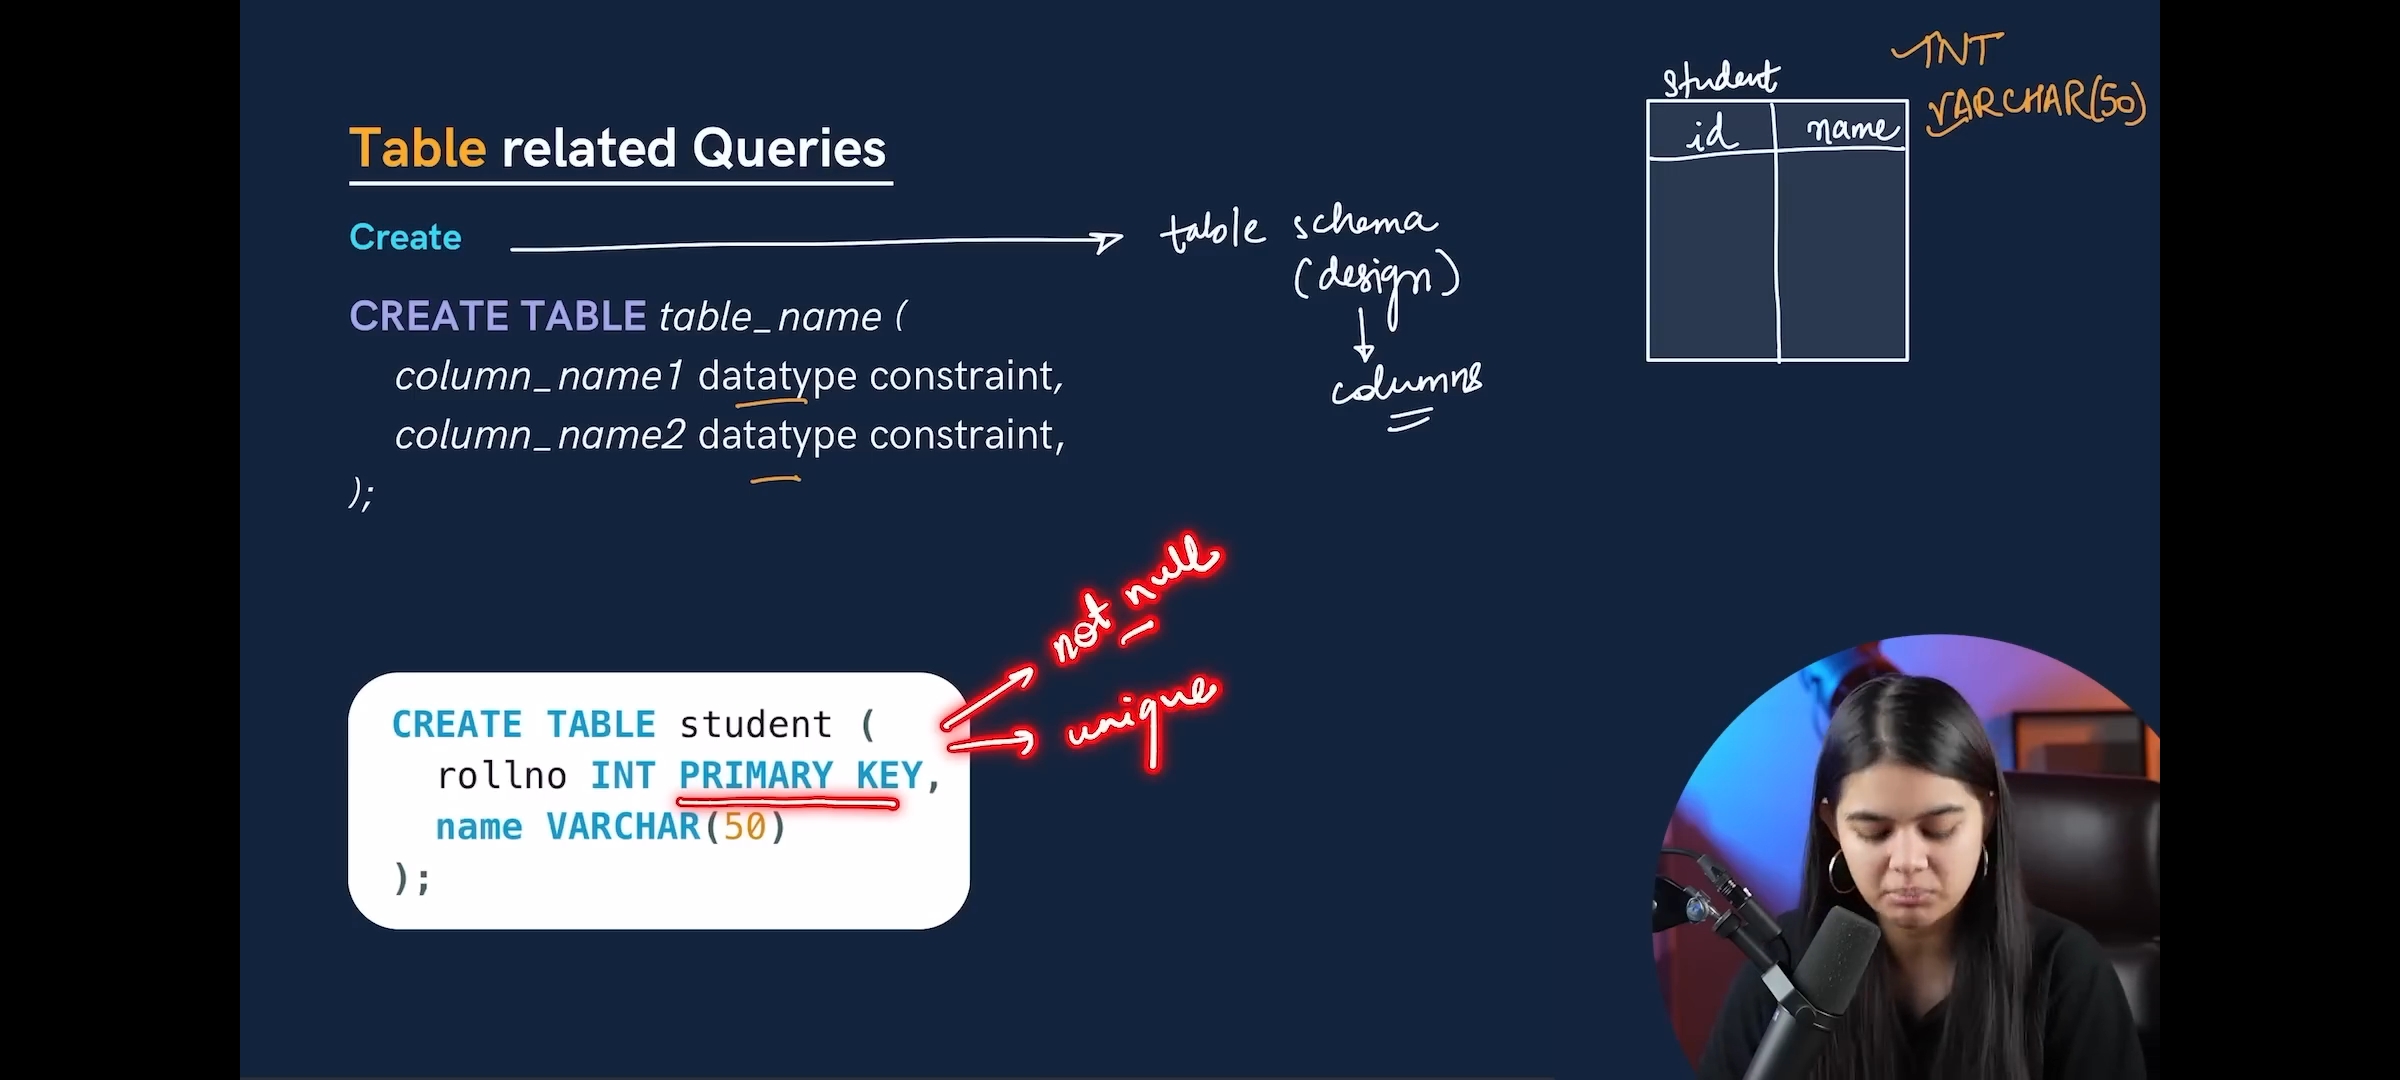 Table related Queries
Create
table schema
(design)
columns
CREATE TABLE table_name (
column_name1 datatype constraint,
column_name2 datatype constraint,
);
student
id name
INT
VARCHAR(50)
not null
unique
CREATE TABLE student (
rollno INT PRIMARY KEY,
name VARCHAR(50)
);